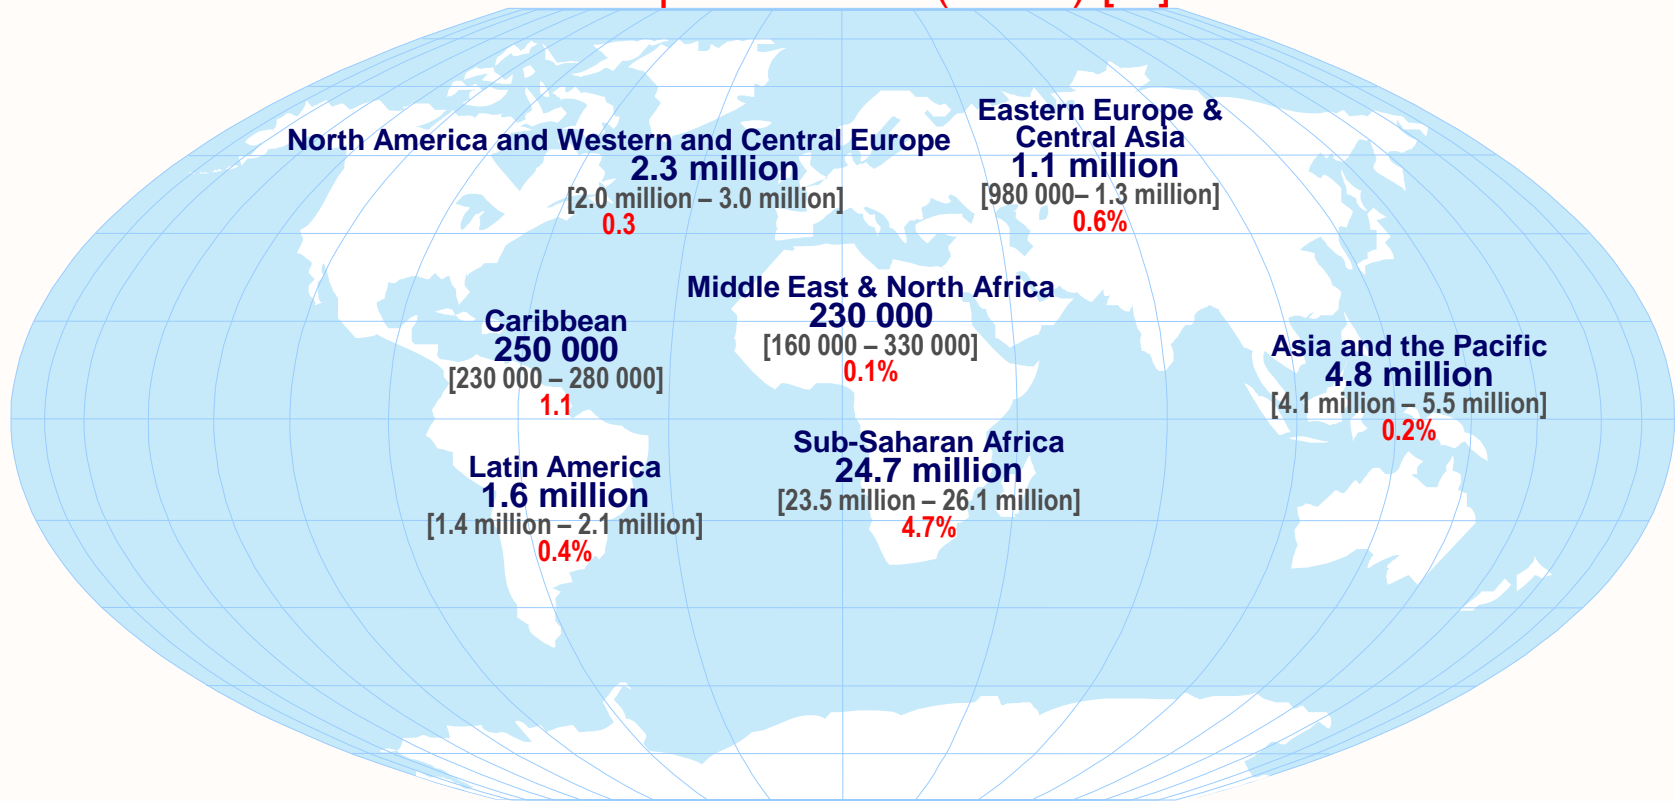 North America and Western and Central Europe
2.3 million
[2.0 million – 3.0 million]
0.3
Eastern Europe &
Central Asia
1.1 million
[980 000– 1.3 million]
0.6%
Middle East & North Africa
230 000
[160 000 – 330 000]
0.1%
Caribbean
250 000
[230 000 – 280 000]
1.1
Asia and the Pacific
4.8 million
[4.1 million – 5.5 million]
0.2%
Sub-Saharan Africa
24.7 million
[23.5 million – 26.1 million]
4.7%
Latin America
1.6 million
[1.4 million – 2.1 million]
0.4%